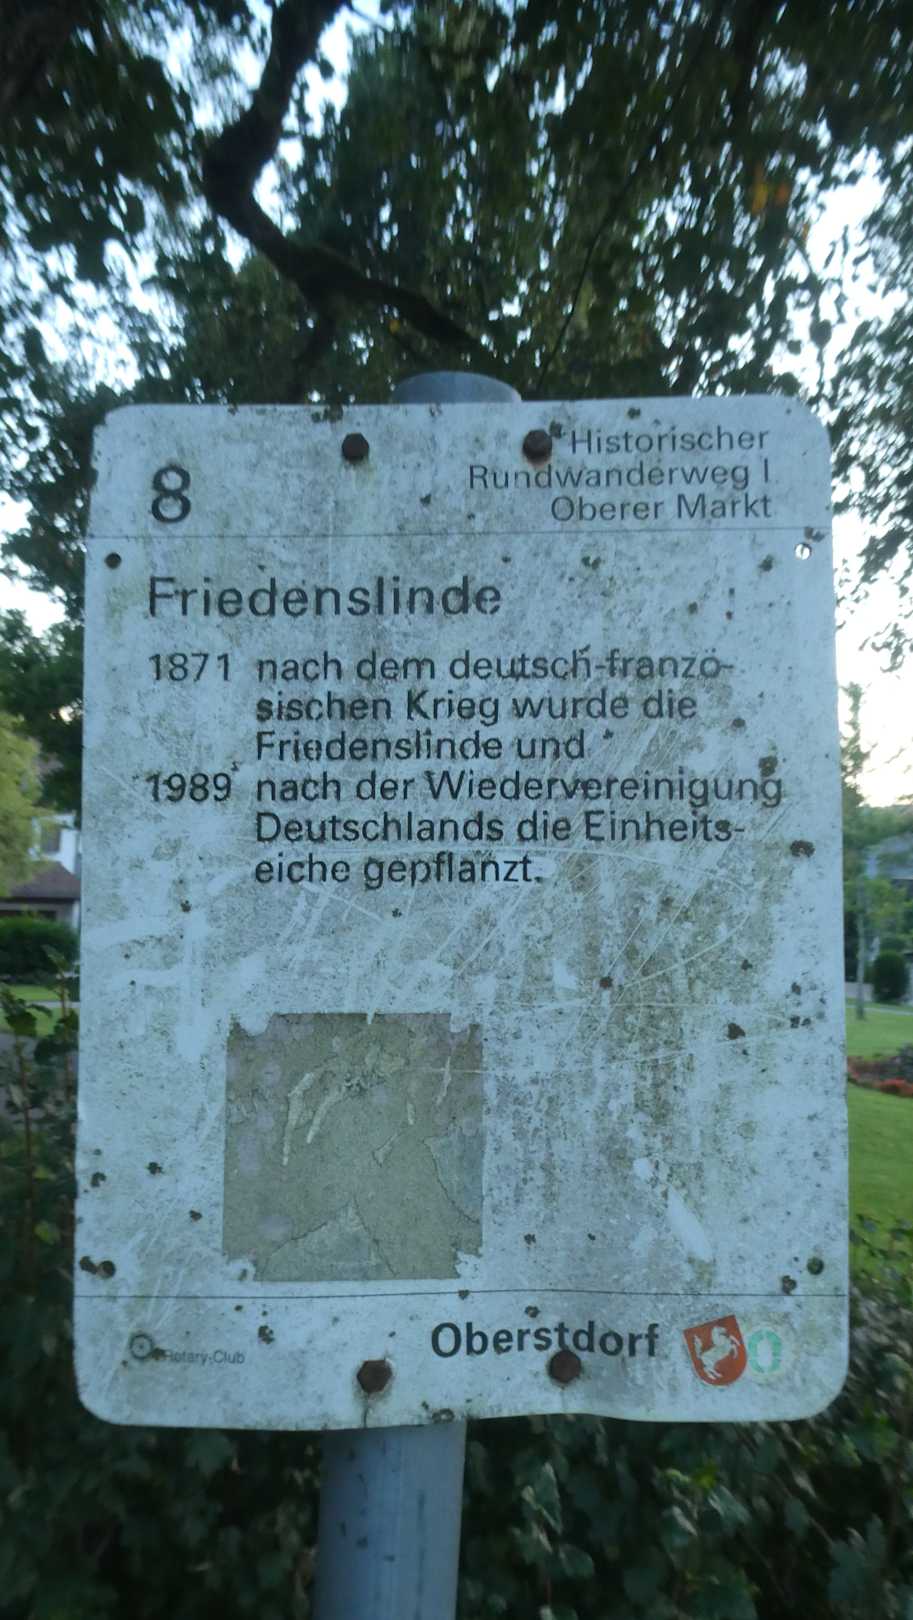 8
Historischer
Rundwanderweg I
Oberer Markt
Friedenslinde
1871 nach dem deutsch-franzö-
sischen Krieg wurde die
Friedenslinde und
1989 nach der Wiedervereinigung
Deutschlands die Einheits-
eiche gepflanzt.
Rotary-Club
Oberstdorf